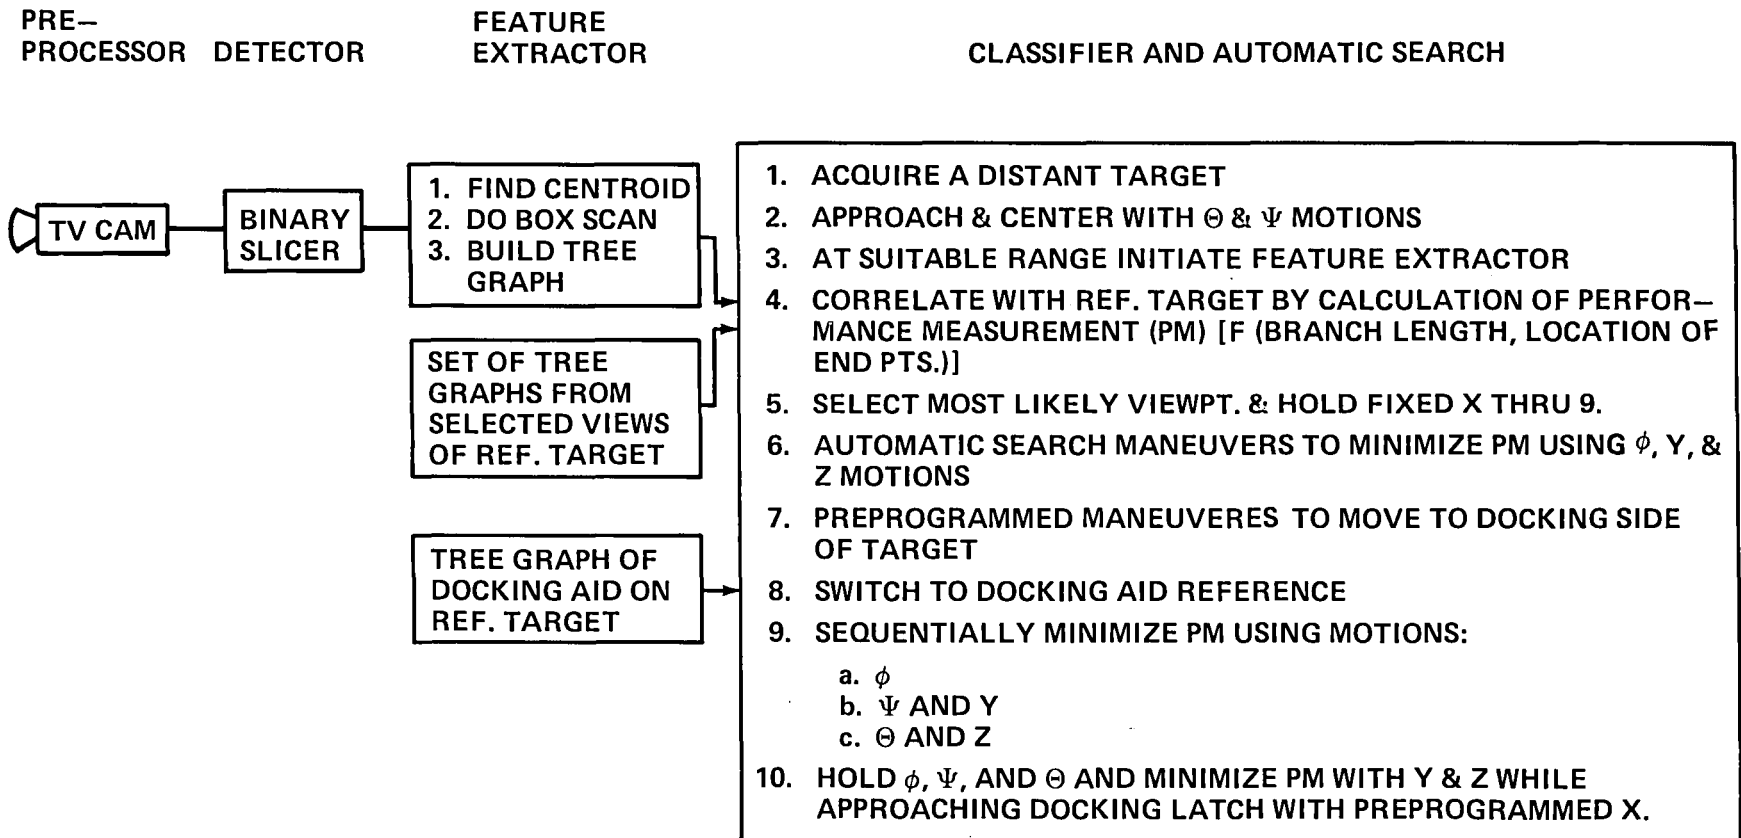 PRE–
PROCESSOR
DETECTOR
FEATURE
EXTRACTOR
CLASSIFIER AND AUTOMATIC SEARCH
TV CAM
BINARY
SLICER
1. FIND CENTROID
2. DO BOX SCAN
3. BUILD TREE
GRAPH
SET OF TREE
GRAPHS FROM
SELECTED VIEWS
OF REF. TARGET
TREE GRAPH OF
DOCKING AID ON
REF. TARGET
1. ACQUIRE A DISTANT TARGET
2. APPROACH & CENTER WITH Θ & Ψ MOTIONS
3. AT SUITABLE RANGE INITIATE FEATURE EXTRACTOR
4. CORRELATE WITH REF. TARGET BY CALCULATION OF PERFOR–
MANCE MEASUREMENT (PM) [F (BRANCH LENGTH, LOCATION OF
END PTS.)]
5. SELECT MOST LIKELY VIEWPT. & HOLD FIXED X THRU 9.
6. AUTOMATIC SEARCH MANEUVERS TO MINIMIZE PM USING ϕ, Y, &
Z MOTIONS
7. PREPROGRAMMED MANEUVERES TO MOVE TO DOCKING SIDE
OF TARGET
8. SWITCH TO DOCKING AID REFERENCE
9. SEQUENTIALLY MINIMIZE PM USING MOTIONS:
a. ϕ
b. Ψ AND Y
c. Θ AND Z
10. HOLD ϕ, Ψ, AND Θ AND MINIMIZE PM WITH Y & Z WHILE
APPROACHING DOCKING LATCH WITH PREPROGRAMMED X.